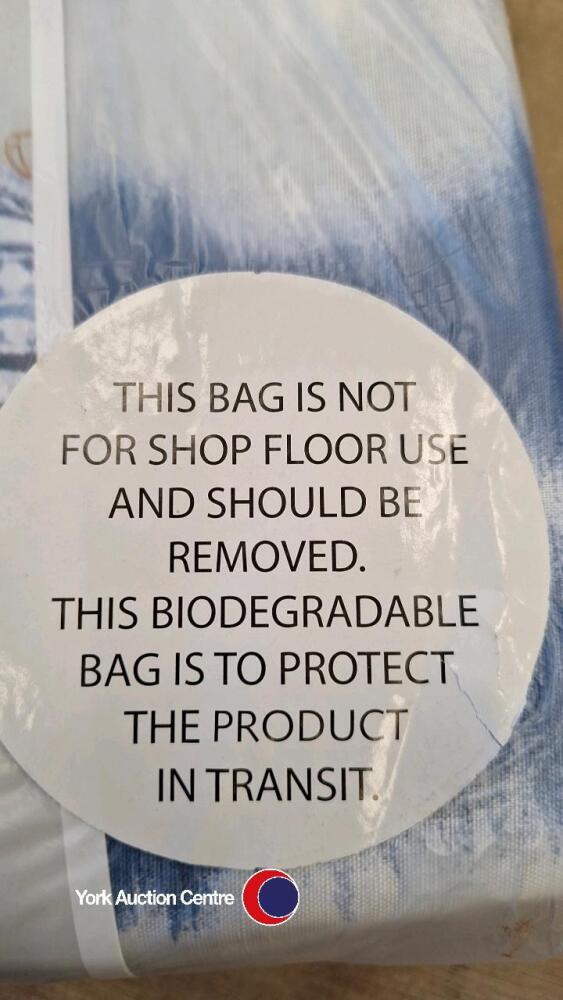 THIS BAG IS NOT
FOR SHOP FLOOR USE
AND SHOULD BE
REMOVED.
THIS BIODEGRADABLE
BAG IS TO PROTECT
THE PRODUCT
IN TRANSIT.
York Auction Centre